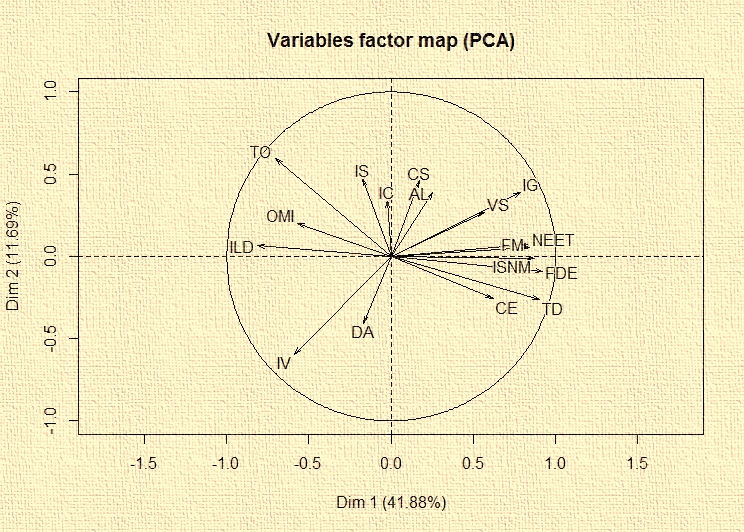 Variables factor map (PCA)
1.0
TO
IS
CS
0.5
IC
AL
IG
VS
OMI
ILD
FM
NEET
0.0
ISNM
FDE
CE
TD
-0.5
DA
IV
-1.0
Dim 2 (11.69%)
-1.5 -1.0 -0.5 0.0 0.5 1.0 1.5
Dim 1 (41.88%)